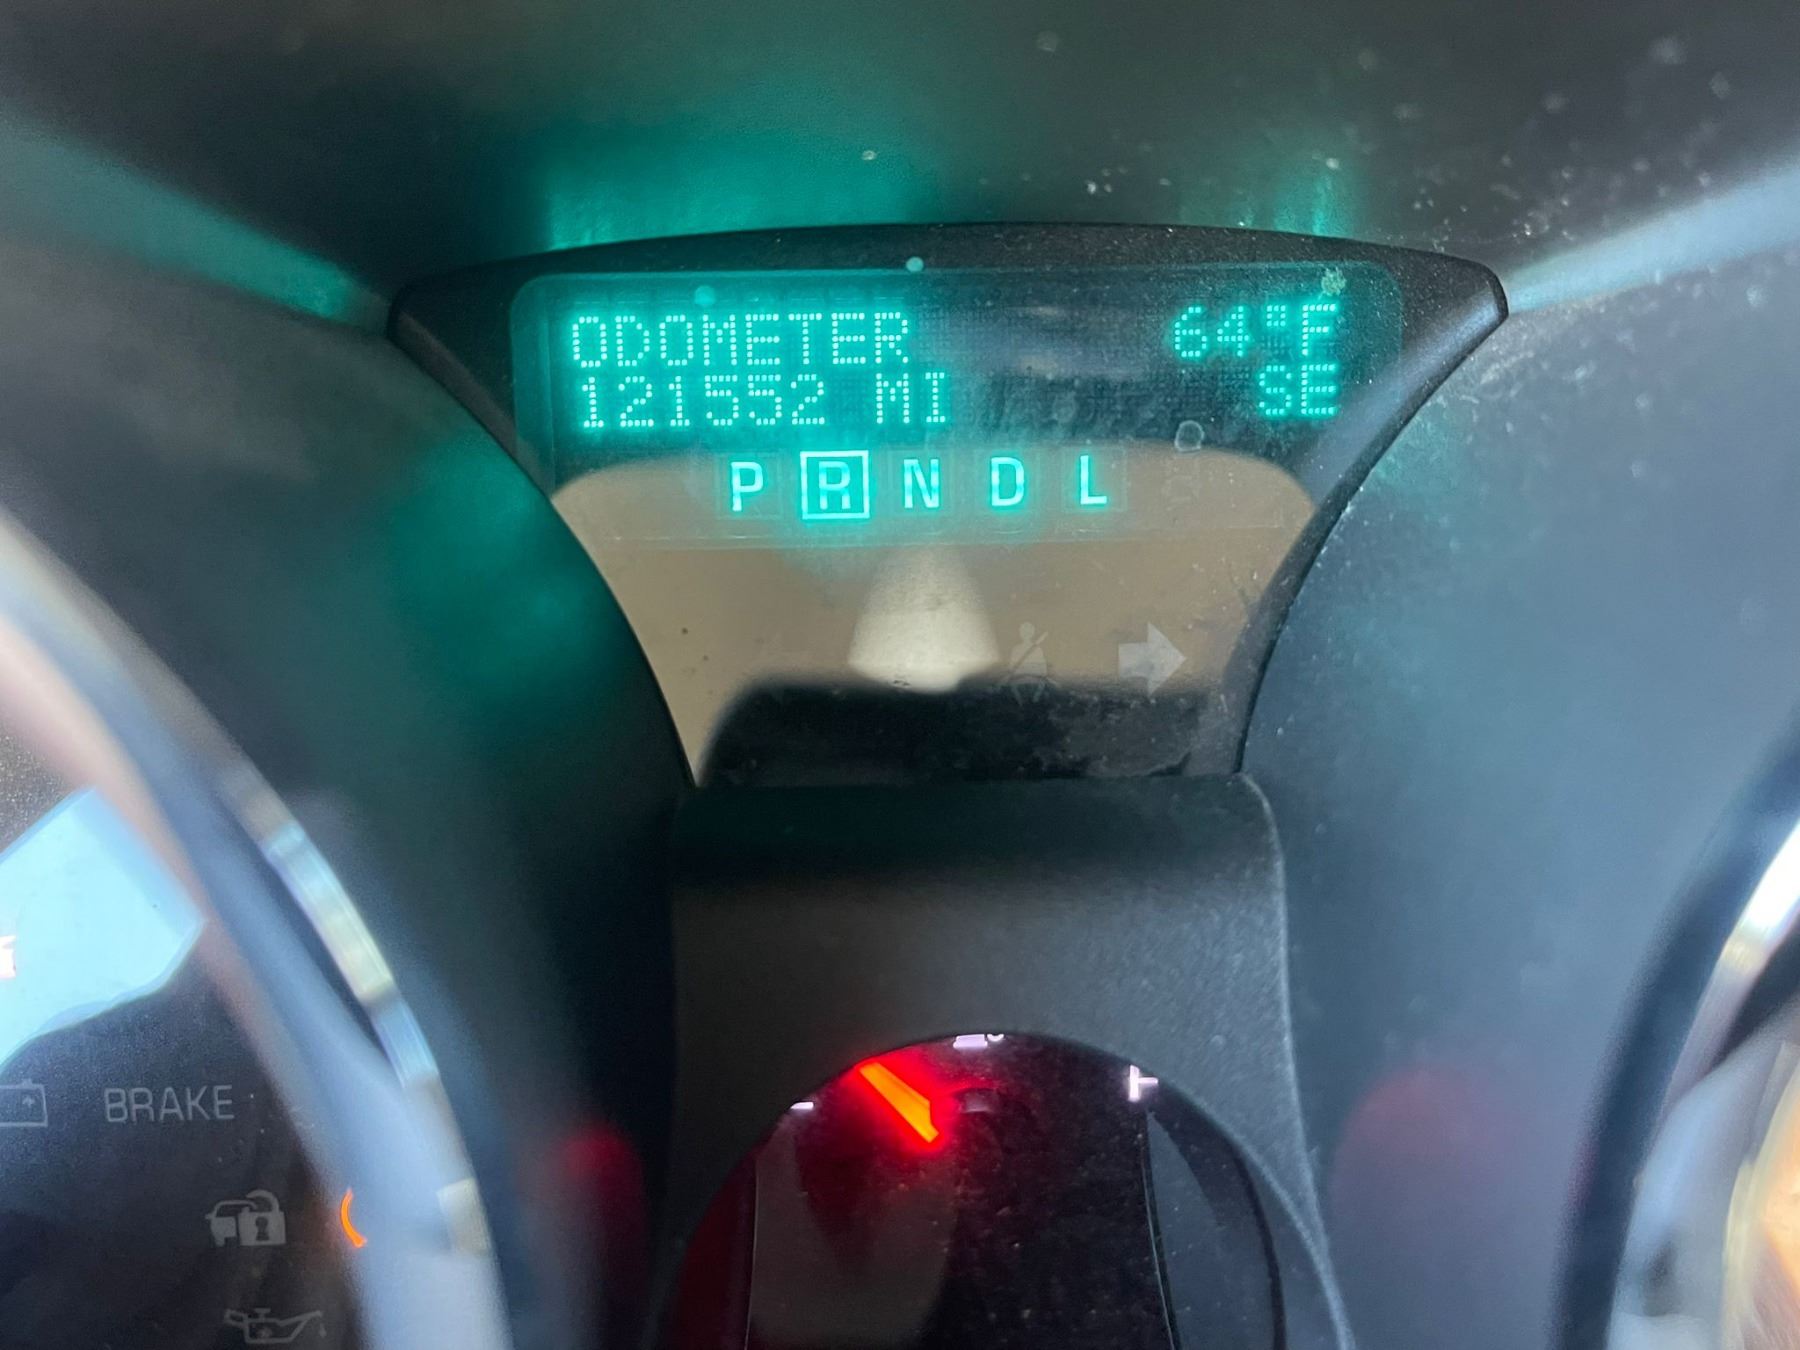 ODOMETER 64°F
121552 MI SE
P R N D L
BRAKE